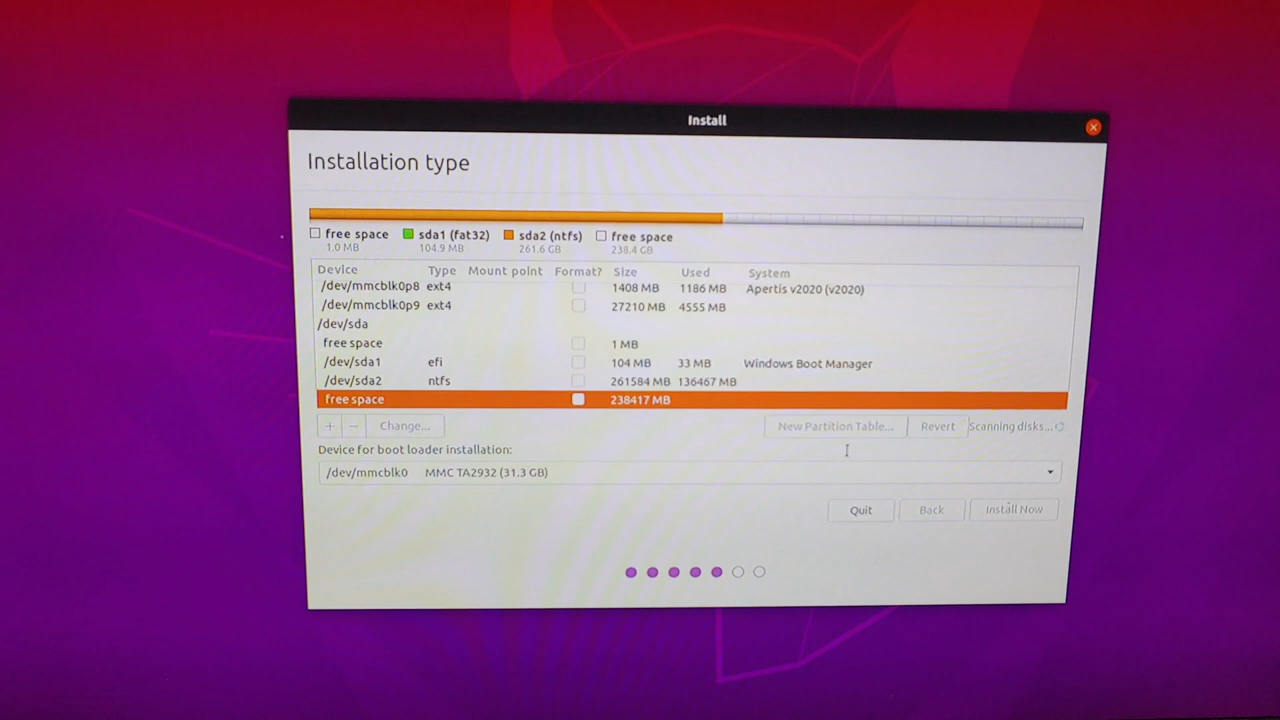 Install
Installation type
free space sda1 (fat32) sda2 (ntfs) free space
1.0 MB 104.9 MB 261.6 GB 238.4 GB
Device Type Mount point Format? Size Used System
/dev/mmcblk0p8 ext4 1408 MB 1186 MB Apertis v2020 (v2020)
/dev/mmcblk0p9 ext4 27210 MB 4555 MB
/dev/sda
free space 1 MB
/dev/sda1 efi 104 MB 33 MB Windows Boot Manager
/dev/sda2 ntfs 261584 MB 136467 MB
free space 238417 MB
+ - Change... New Partition Table... Revert Scanning disks...
Device for boot loader installation:
/dev/mmcblk0 MMC TA2932 (31.3 GB)
Quit Back Install Now